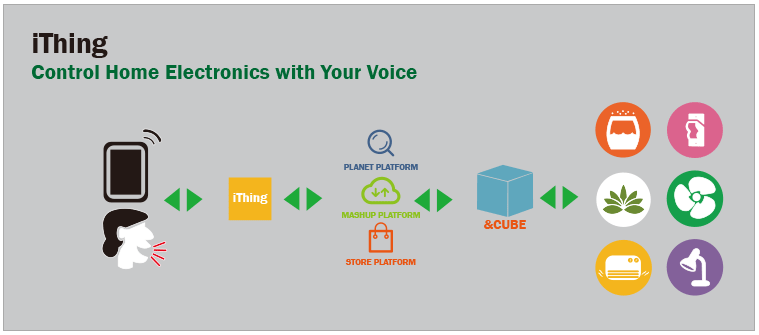 iThing
Control Home Electronics with Your Voice
iThing
PLANET PLATFORM
MASHUP PLATFORM
STORE PLATFORM
&CUBE